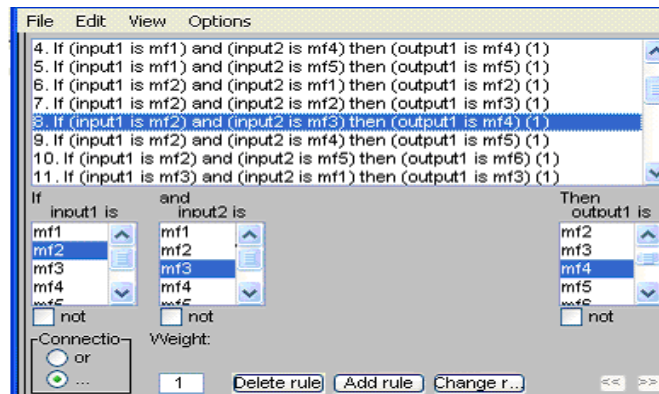 File Edit View Options
4. If (input1 is mf1) and (input2 is mf4) then (output1 is mf4) (1)
5. If (input1 is mf1) and (input2 is mf5) then (output1 is mf5) (1)
6. If (input1 is mf2) and (input2 is mf1) then (output1 is mf2) (1)
7. If (input1 is mf2) and (input2 is mf2) then (output1 is mf3) (1)
8. If (input1 is mf2) and (input2 is mf3) then (output1 is mf4) (1)
9. If (input1 is mf2) and (input2 is mf4) then (output1 is mf5) (1)
10. If (input1 is mf2) and (input2 is mf5) then (output1 is mf6) (1)
11. If (input1 is mf3) and (input2 is mf1) then (output1 is mf3) (1)
If and Then
input1 is input2 is output1 is
mf1 mf1 mf2
mf2 mf2 mf3
mf3 mf3 mf4
mf4 mf4 mf5
mf5 mf5 mf6
not not not
Connectio Weight:
or
...
1 Delete rule Add rule Change r... << >>